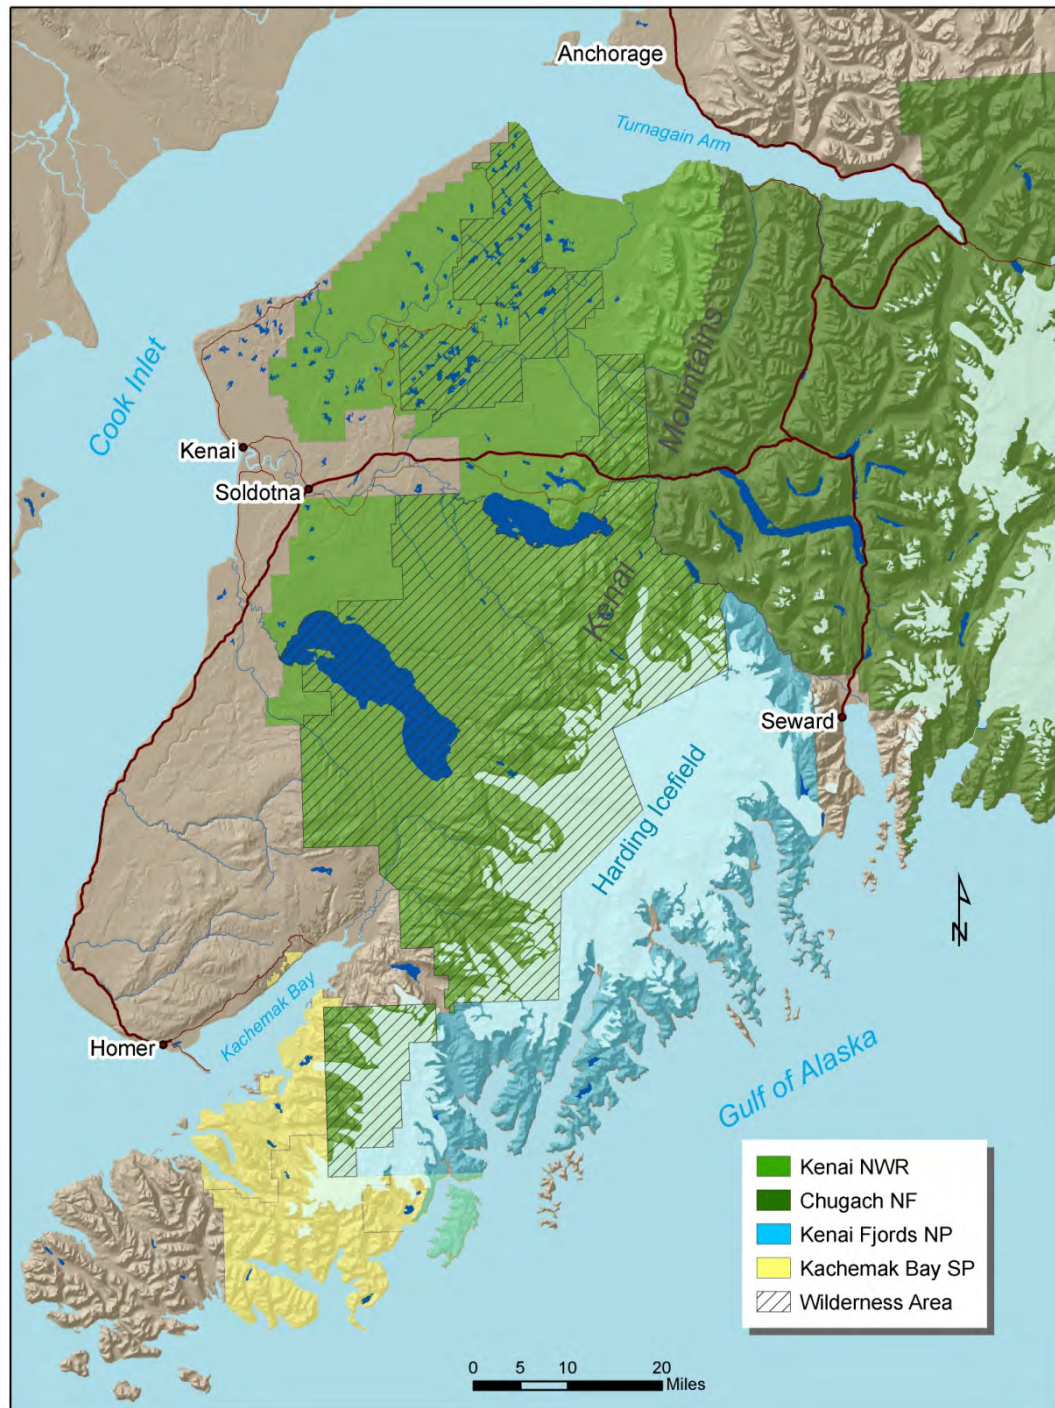 Anchorage
Turnagain Arm
Cook Inlet
Mountains
Kenai
Soldotna
Kenai
Seward
Harding Icefield
N
Kachemak Bay
Homer
Gulf of Alaska
Kenai NWR
Chugach NF
Kenai Fjords NP
Kachemak Bay SP
Wilderness Area
0 5 10 20
Miles